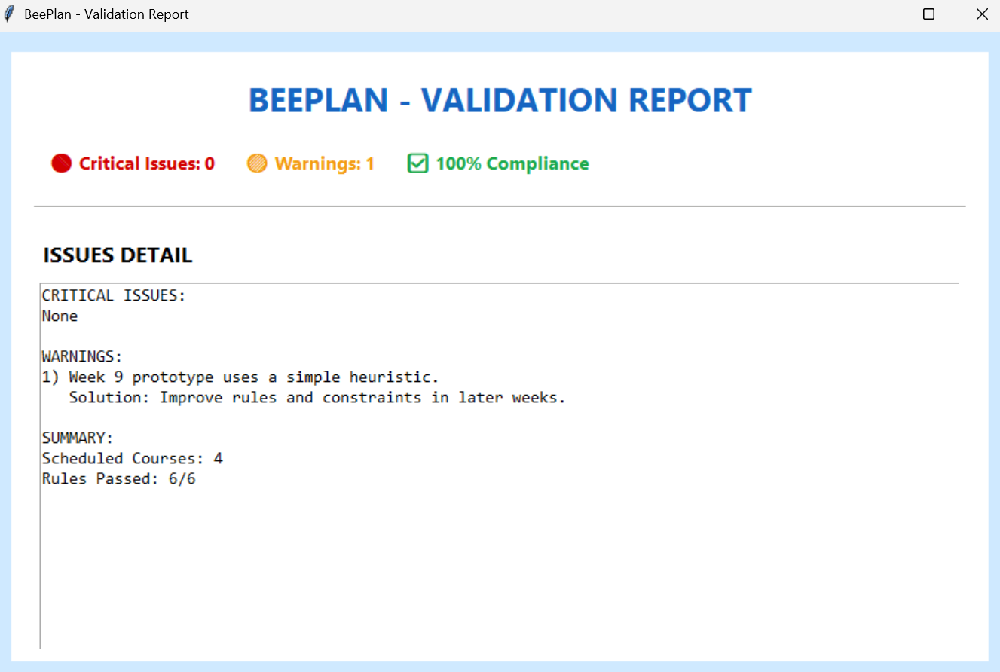 BeePlan - Validation Report
BEEPLAN - VALIDATION REPORT
Critical Issues: 0 Warnings: 1 100% Compliance
ISSUES DETAIL
CRITICAL ISSUES:
None
WARNINGS:
1) Week 9 prototype uses a simple heuristic.
Solution: Improve rules and constraints in later weeks.
SUMMARY:
Scheduled Courses: 4
Rules Passed: 6/6